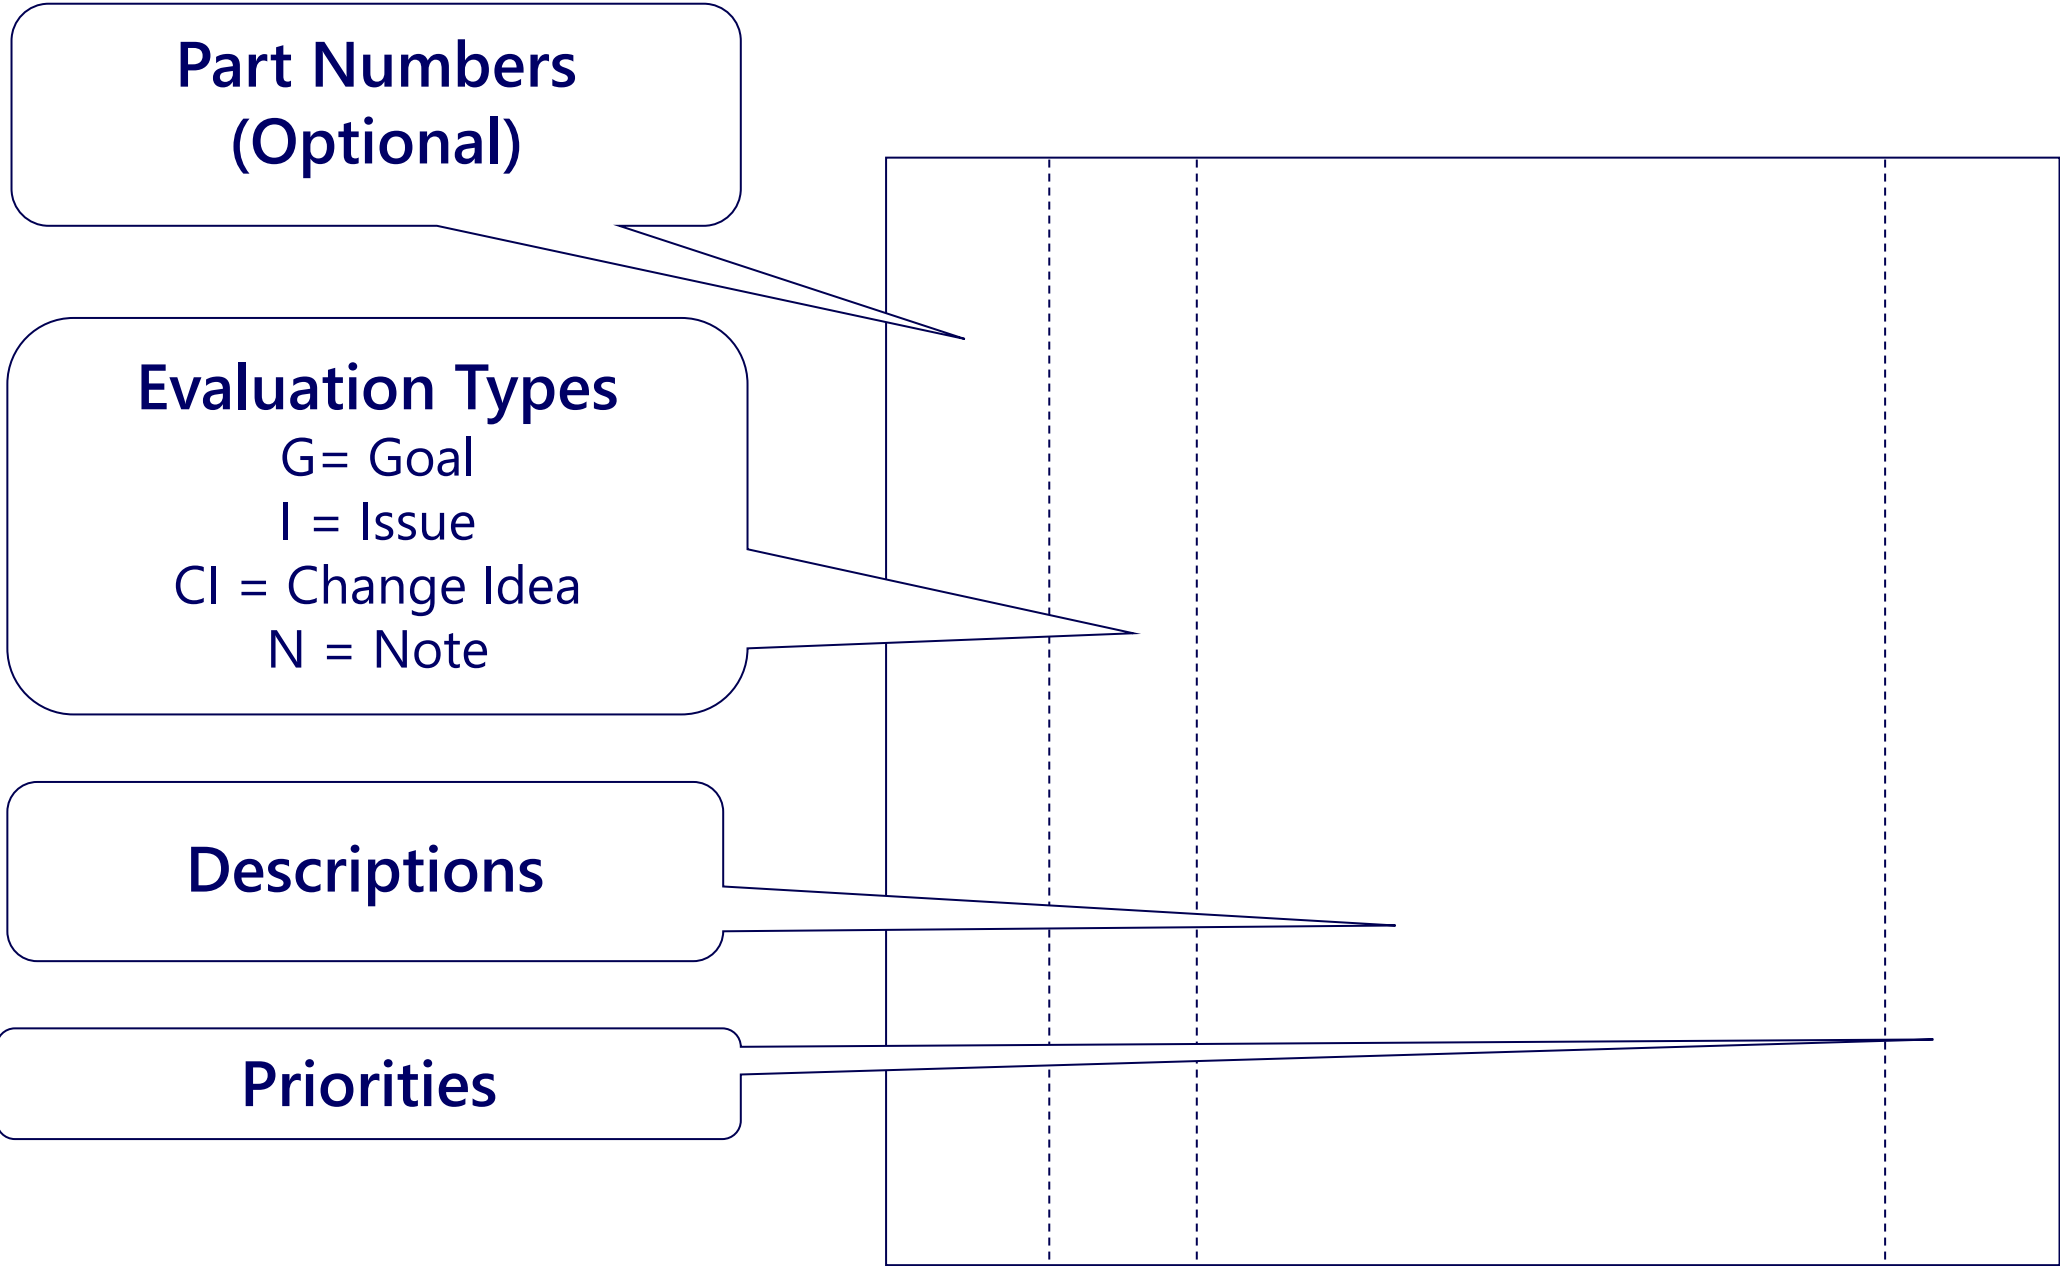 Part Numbers
(Optional)
Evaluation Types
G= Goal
I = Issue
CI = Change Idea
N = Note
Descriptions
Priorities